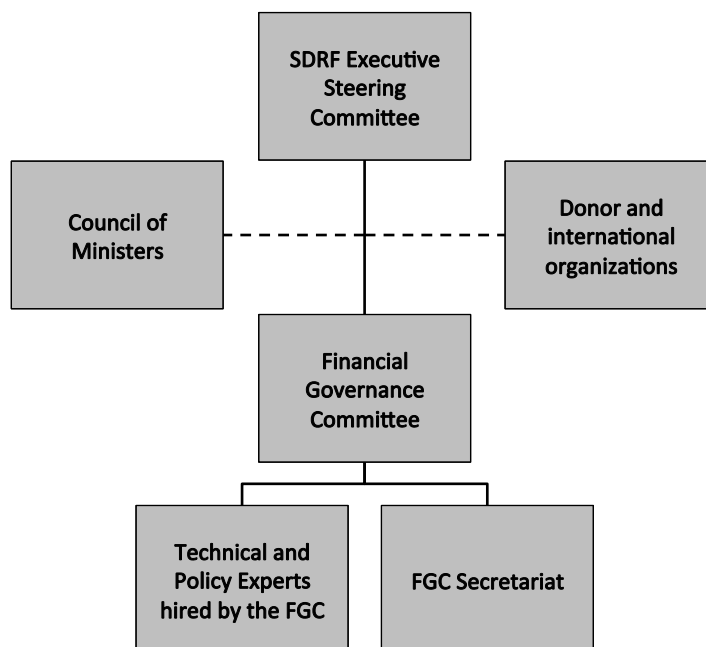 SDRF Executive
Steering
Committee
Council of
Ministers
Donor and
international
organizations
Financial
Governance
Committee
Technical and
Policy Experts
hired by the FGC
FGC Secretariat